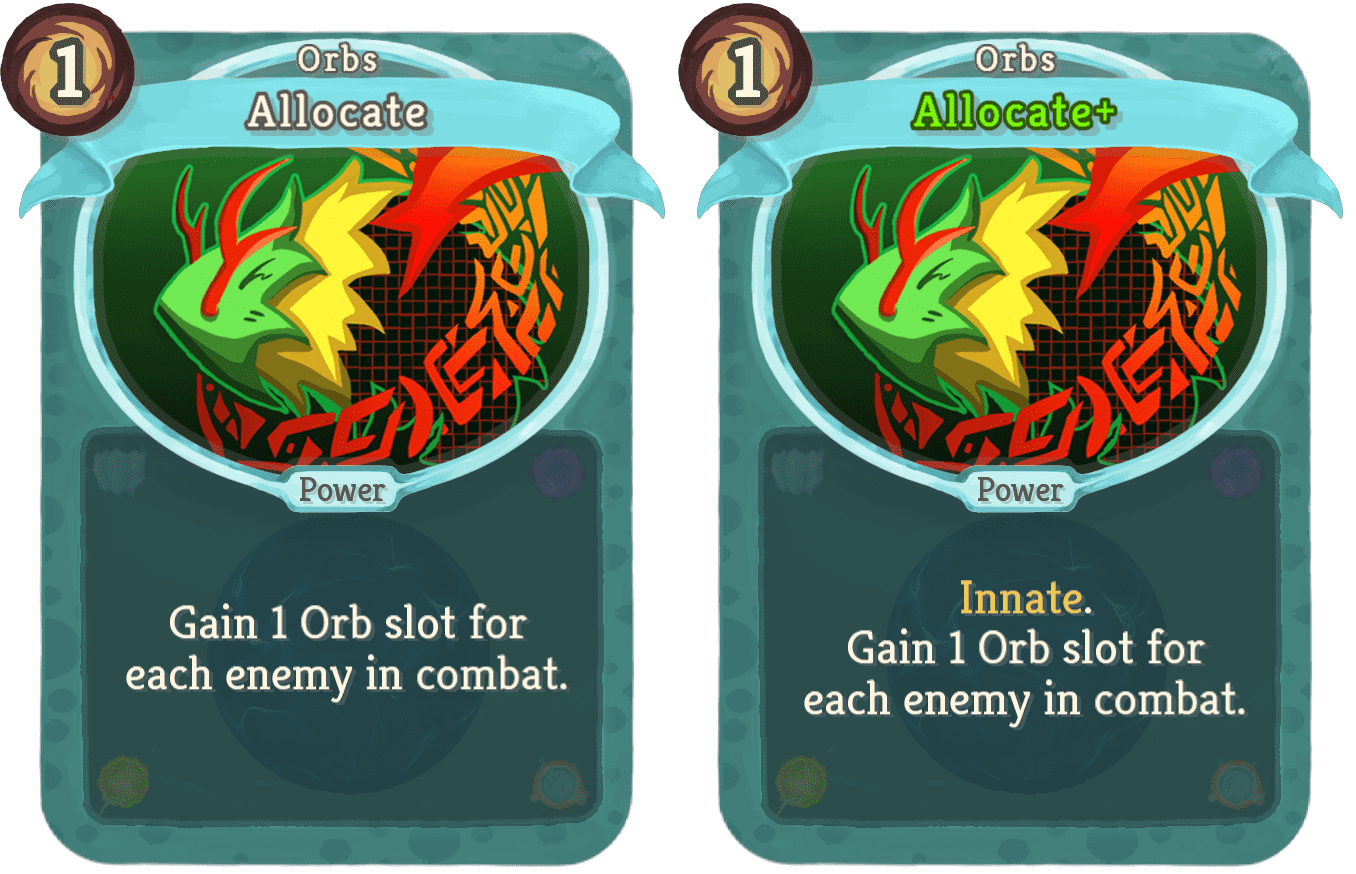 1
Orbs
Allocate
Power
Gain 1 Orb slot for
each enemy in combat.
1
Orbs
Allocate+
Power
Innate.
Gain 1 Orb slot for
each enemy in combat.